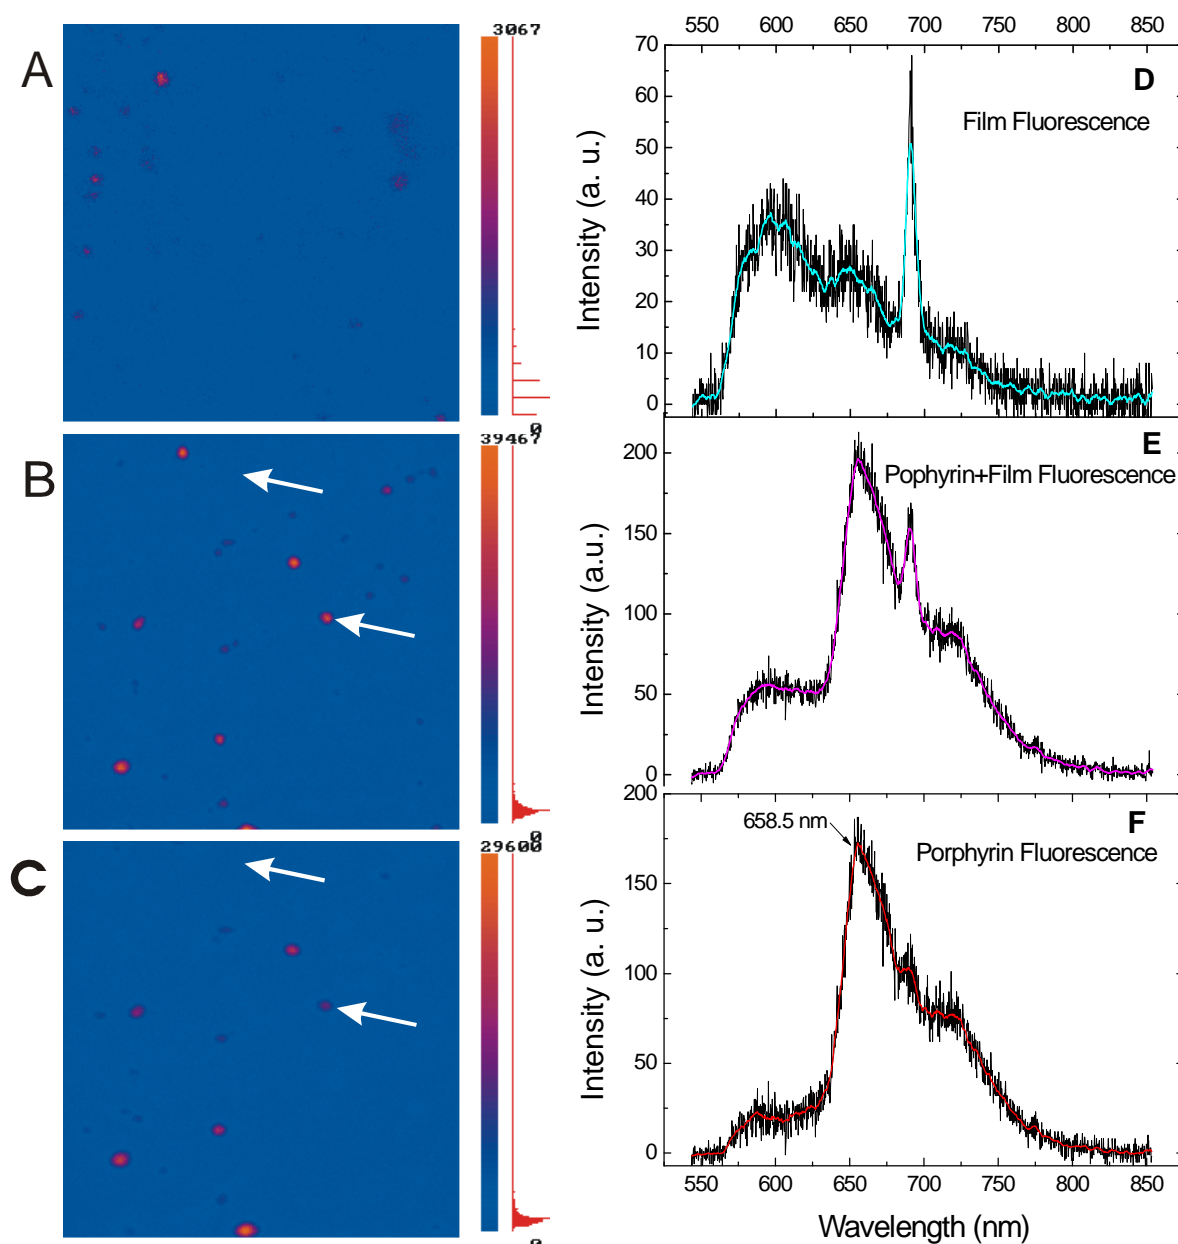 A
3067
0
B
39467
0
C
29600
0
550 600 650 700 750 800 850
70
60
50
40
30
20
10
0
Intensity (a. u.)
D
Film Fluorescence
200
150
100
50
0
Intensity (a.u.)
E
Pophyrin+Film Fluorescence
200
150
100
50
0
Intensity (a. u.)
658.5 nm
F
Porphyrin Fluorescence
550 600 650 700 750 800 850
Wavelength (nm)